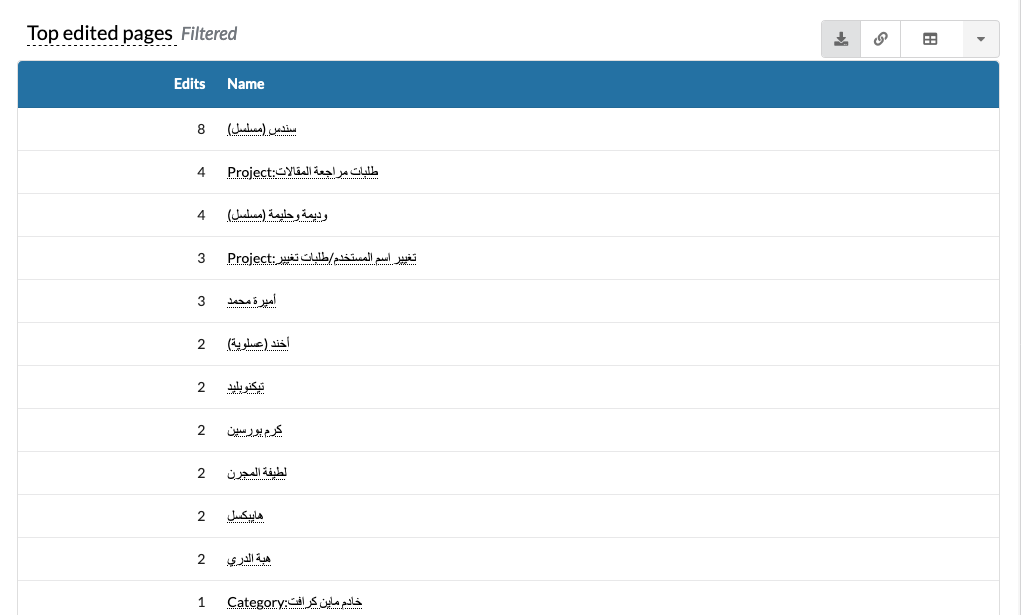 Top edited pages Filtered
Edits Name
8 سندس (مسلسل)
4 Project:طلبات مراجعة المقالات
4 وديمة وحليمة (مسلسل)
3 Project:تغيير اسم المستخدم/طلبات تغيير
3 أميرة محمد
2 أخند (عسلوية)
2 تيكنوبليد
2 كرم بورسين
2 لطيفة المجرن
2 هايبكسل
2 هبة الدري
1 Category:خادم ماين كرافت